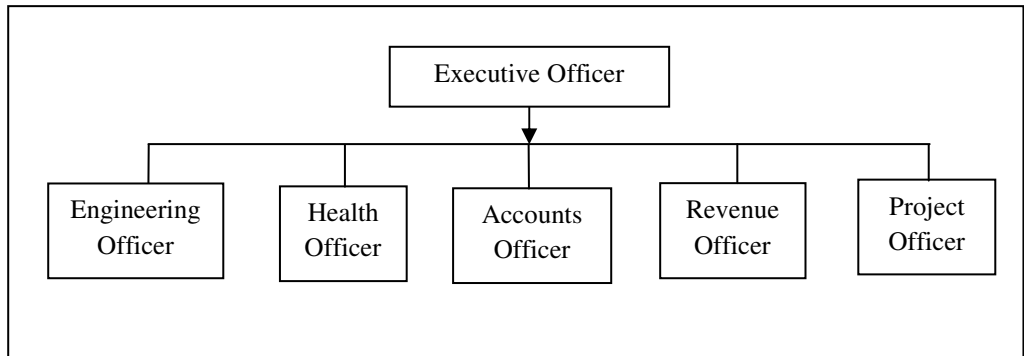 Executive Officer
Engineering
Officer
Health
Officer
Accounts
Officer
Revenue
Officer
Project
Officer